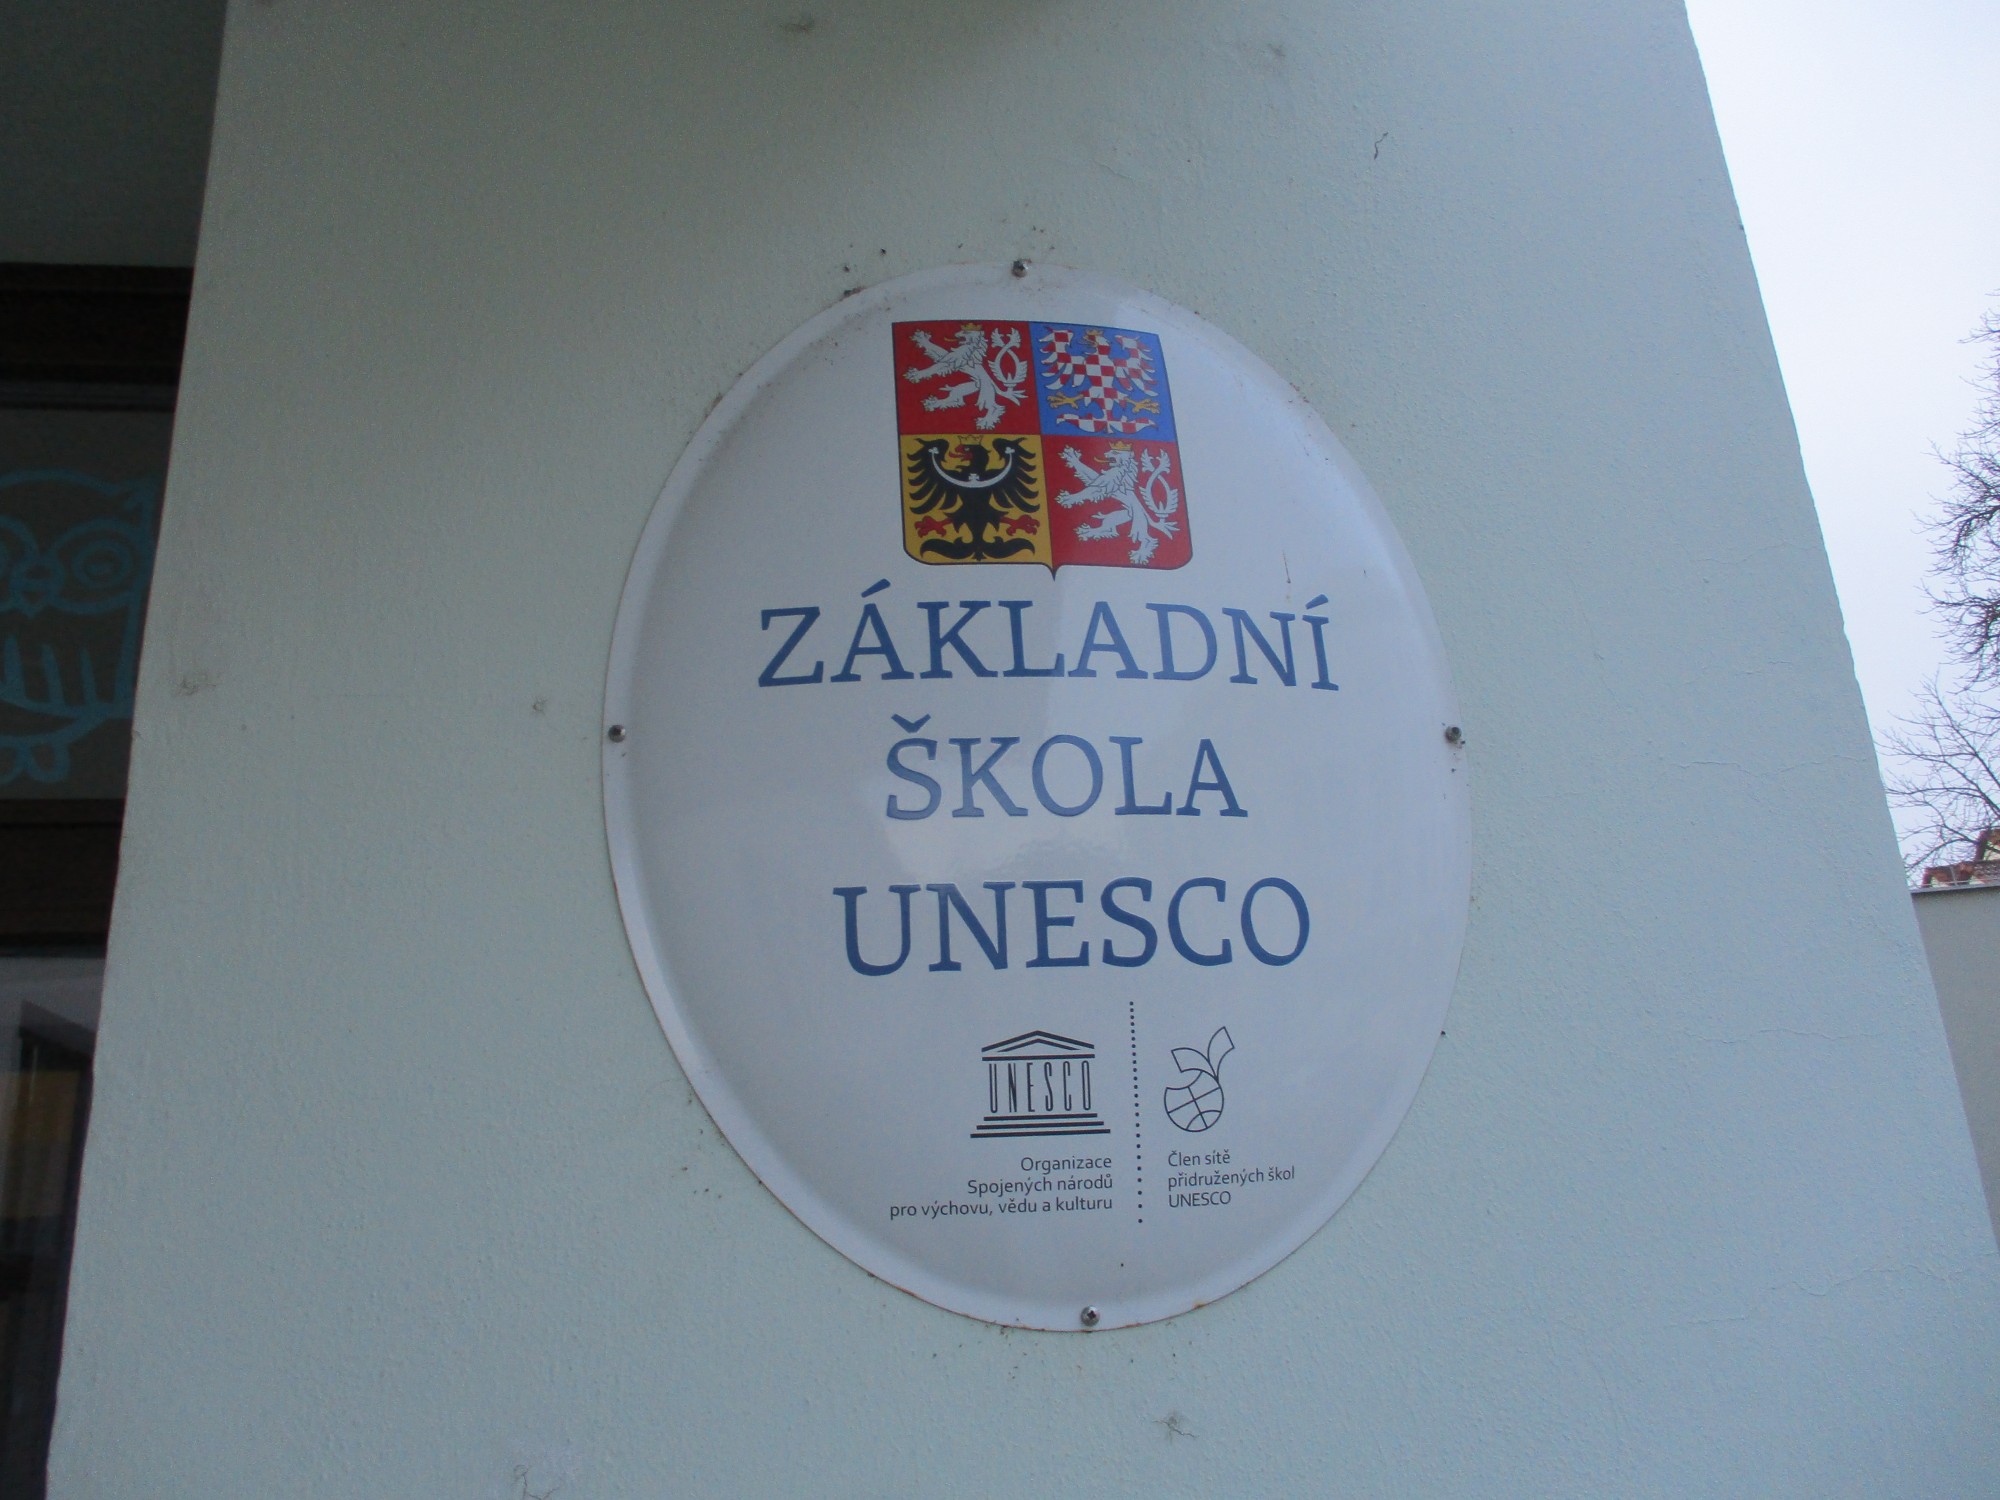 ZÁKLADNÍ
ŠKOLA
UNESCO
UNESCO
Organizace
Spojených národů
pro výchovu, vědu a kulturu
Člen sítě
přidružených škol
UNESCO